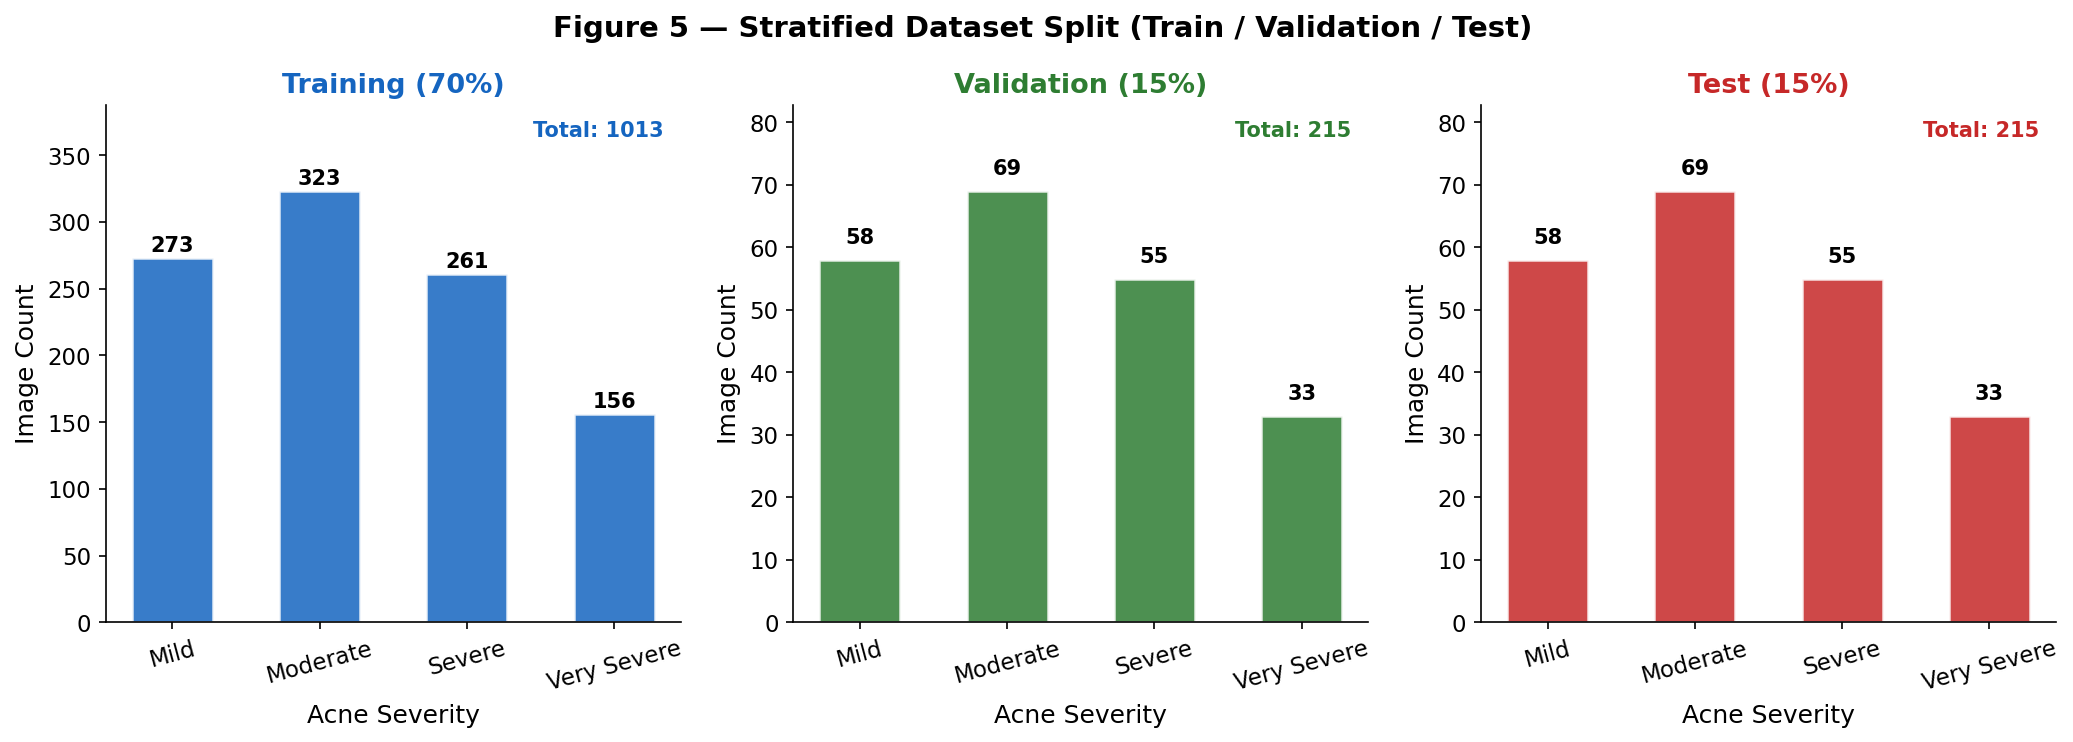 Figure 5 — Stratified Dataset Split (Train / Validation / Test)
Training (70%)
Total: 1013
Image Count
350
300
250
200
150
100
50
0
273
323
261
156
Mild
Moderate
Severe
Very Severe
Acne Severity
Validation (15%)
Total: 215
Image Count
80
70
60
50
40
30
20
10
0
58
69
55
33
Mild
Moderate
Severe
Very Severe
Acne Severity
Test (15%)
Total: 215
Image Count
80
70
60
50
40
30
20
10
0
58
69
55
33
Mild
Moderate
Severe
Very Severe
Acne Severity